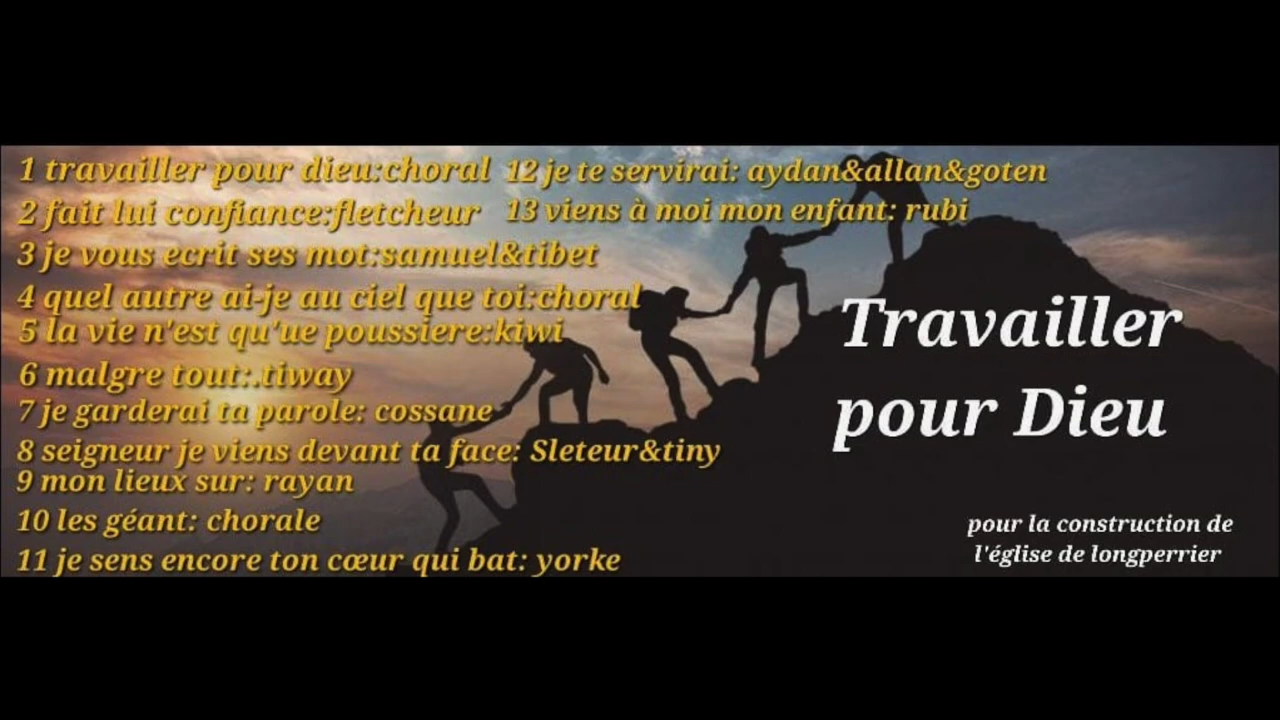 1 travailler pour dieu:choral
2 fait lui confiance:fletcheur
3 je vous ecrit ses mot:samuel&tibet
4 quel autre ai-je au ciel que toi:choral
5 la vie n'est qu'ue poussiere:kiwi
6 malgre tout:.tiway
7 je garderai ta parole: cossane
8 seigneur je viens devant ta face: Sleteur&tiny
9 mon lieux sur: rayan
10 les géant: chorale
11 je sens encore ton cœur qui bat: yorke
12 je te servirai: aydan&allan&goten
13 viens à moi mon enfant: rubi
Travailler
pour Dieu
pour la construction de
l'église de longperrier